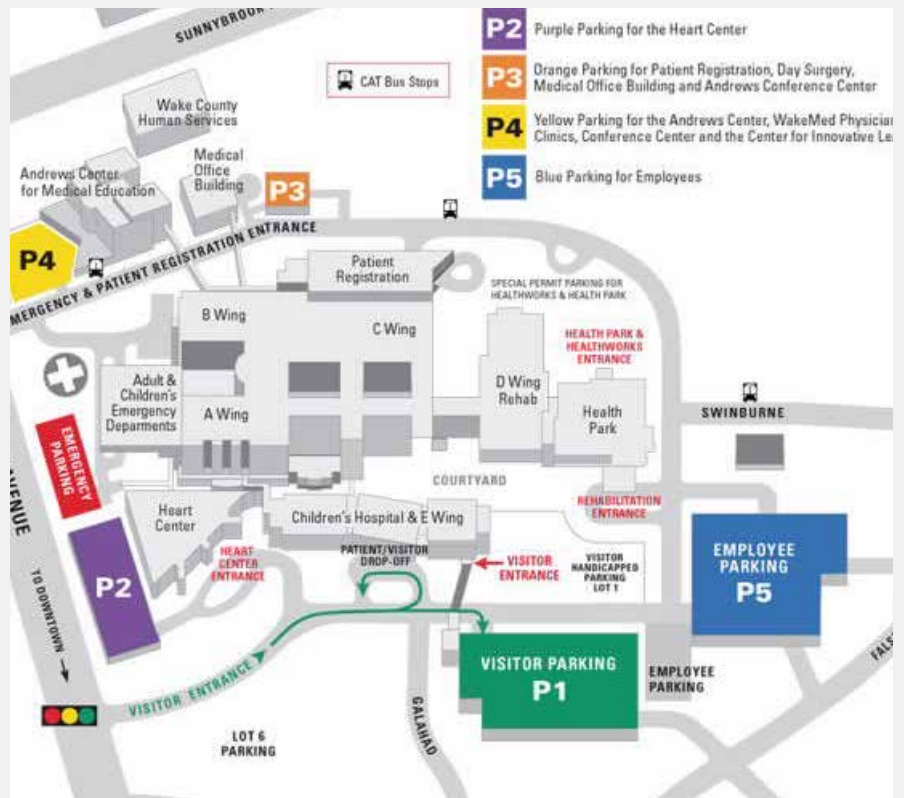 SUNNYBROOK
P2 Purple Parking for the Heart Center
P3 Orange Parking for Patient Registration, Day Surgery,
Medical Office Building and Andrews Conference Center
P4 Yellow Parking for the Andrews Center, WakeMed Physician
Clinics, Conference Center and the Center for Innovative Le
P5 Blue Parking for Employees
CAT Bus Stops
Wake County
Human Services
Medical
Office
Building
Andrews Center
for Medical Education
P3
P4
EMERGENCY & PATIENT REGISTRATION ENTRANCE
Patient
Registration
SPECIAL PERMIT PARKING FOR
HEALTHWORKS & HEALTH PARK
B Wing
C Wing
HEALTH PARK &
HEALTHWORKS
ENTRANCE
D Wing
Rehab
Adult &
Children's
Emergency
Deparments
A Wing
Health
Park
SWINBURNE
EMERGENCY
PARKING
COURTYARD
AVENUE
Heart
Center
Children's Hospital & E Wing
REHABILITATION
ENTRANCE
HEART
CENTER
ENTRANCE
PATIENT/VISITOR
DROP-OFF
VISITOR
ENTRANCE
VISITOR
HANDICAPPED
PARKING
LOT 1
EMPLOYEE
PARKING
P5
P2
TO DOWNTOWN
VISITOR ENTRANCE
VISITOR PARKING
P1
EMPLOYEE
PARKING
FALS
GALAHAD
LOT 6
PARKING